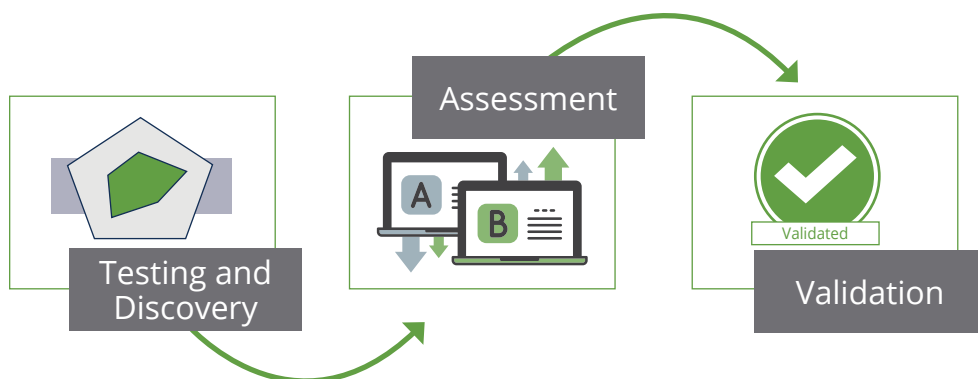 Testing and
Discovery
Assessment
A
B
Validated
Validation